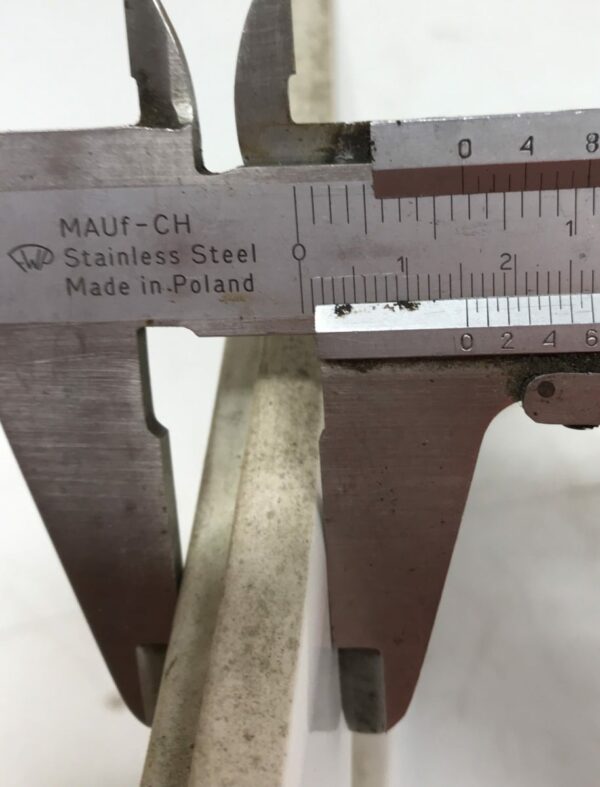 0 4 8
MAUf-CH
Stainless Steel
Made in.Poland
0
1
1 2
0 2 4 6